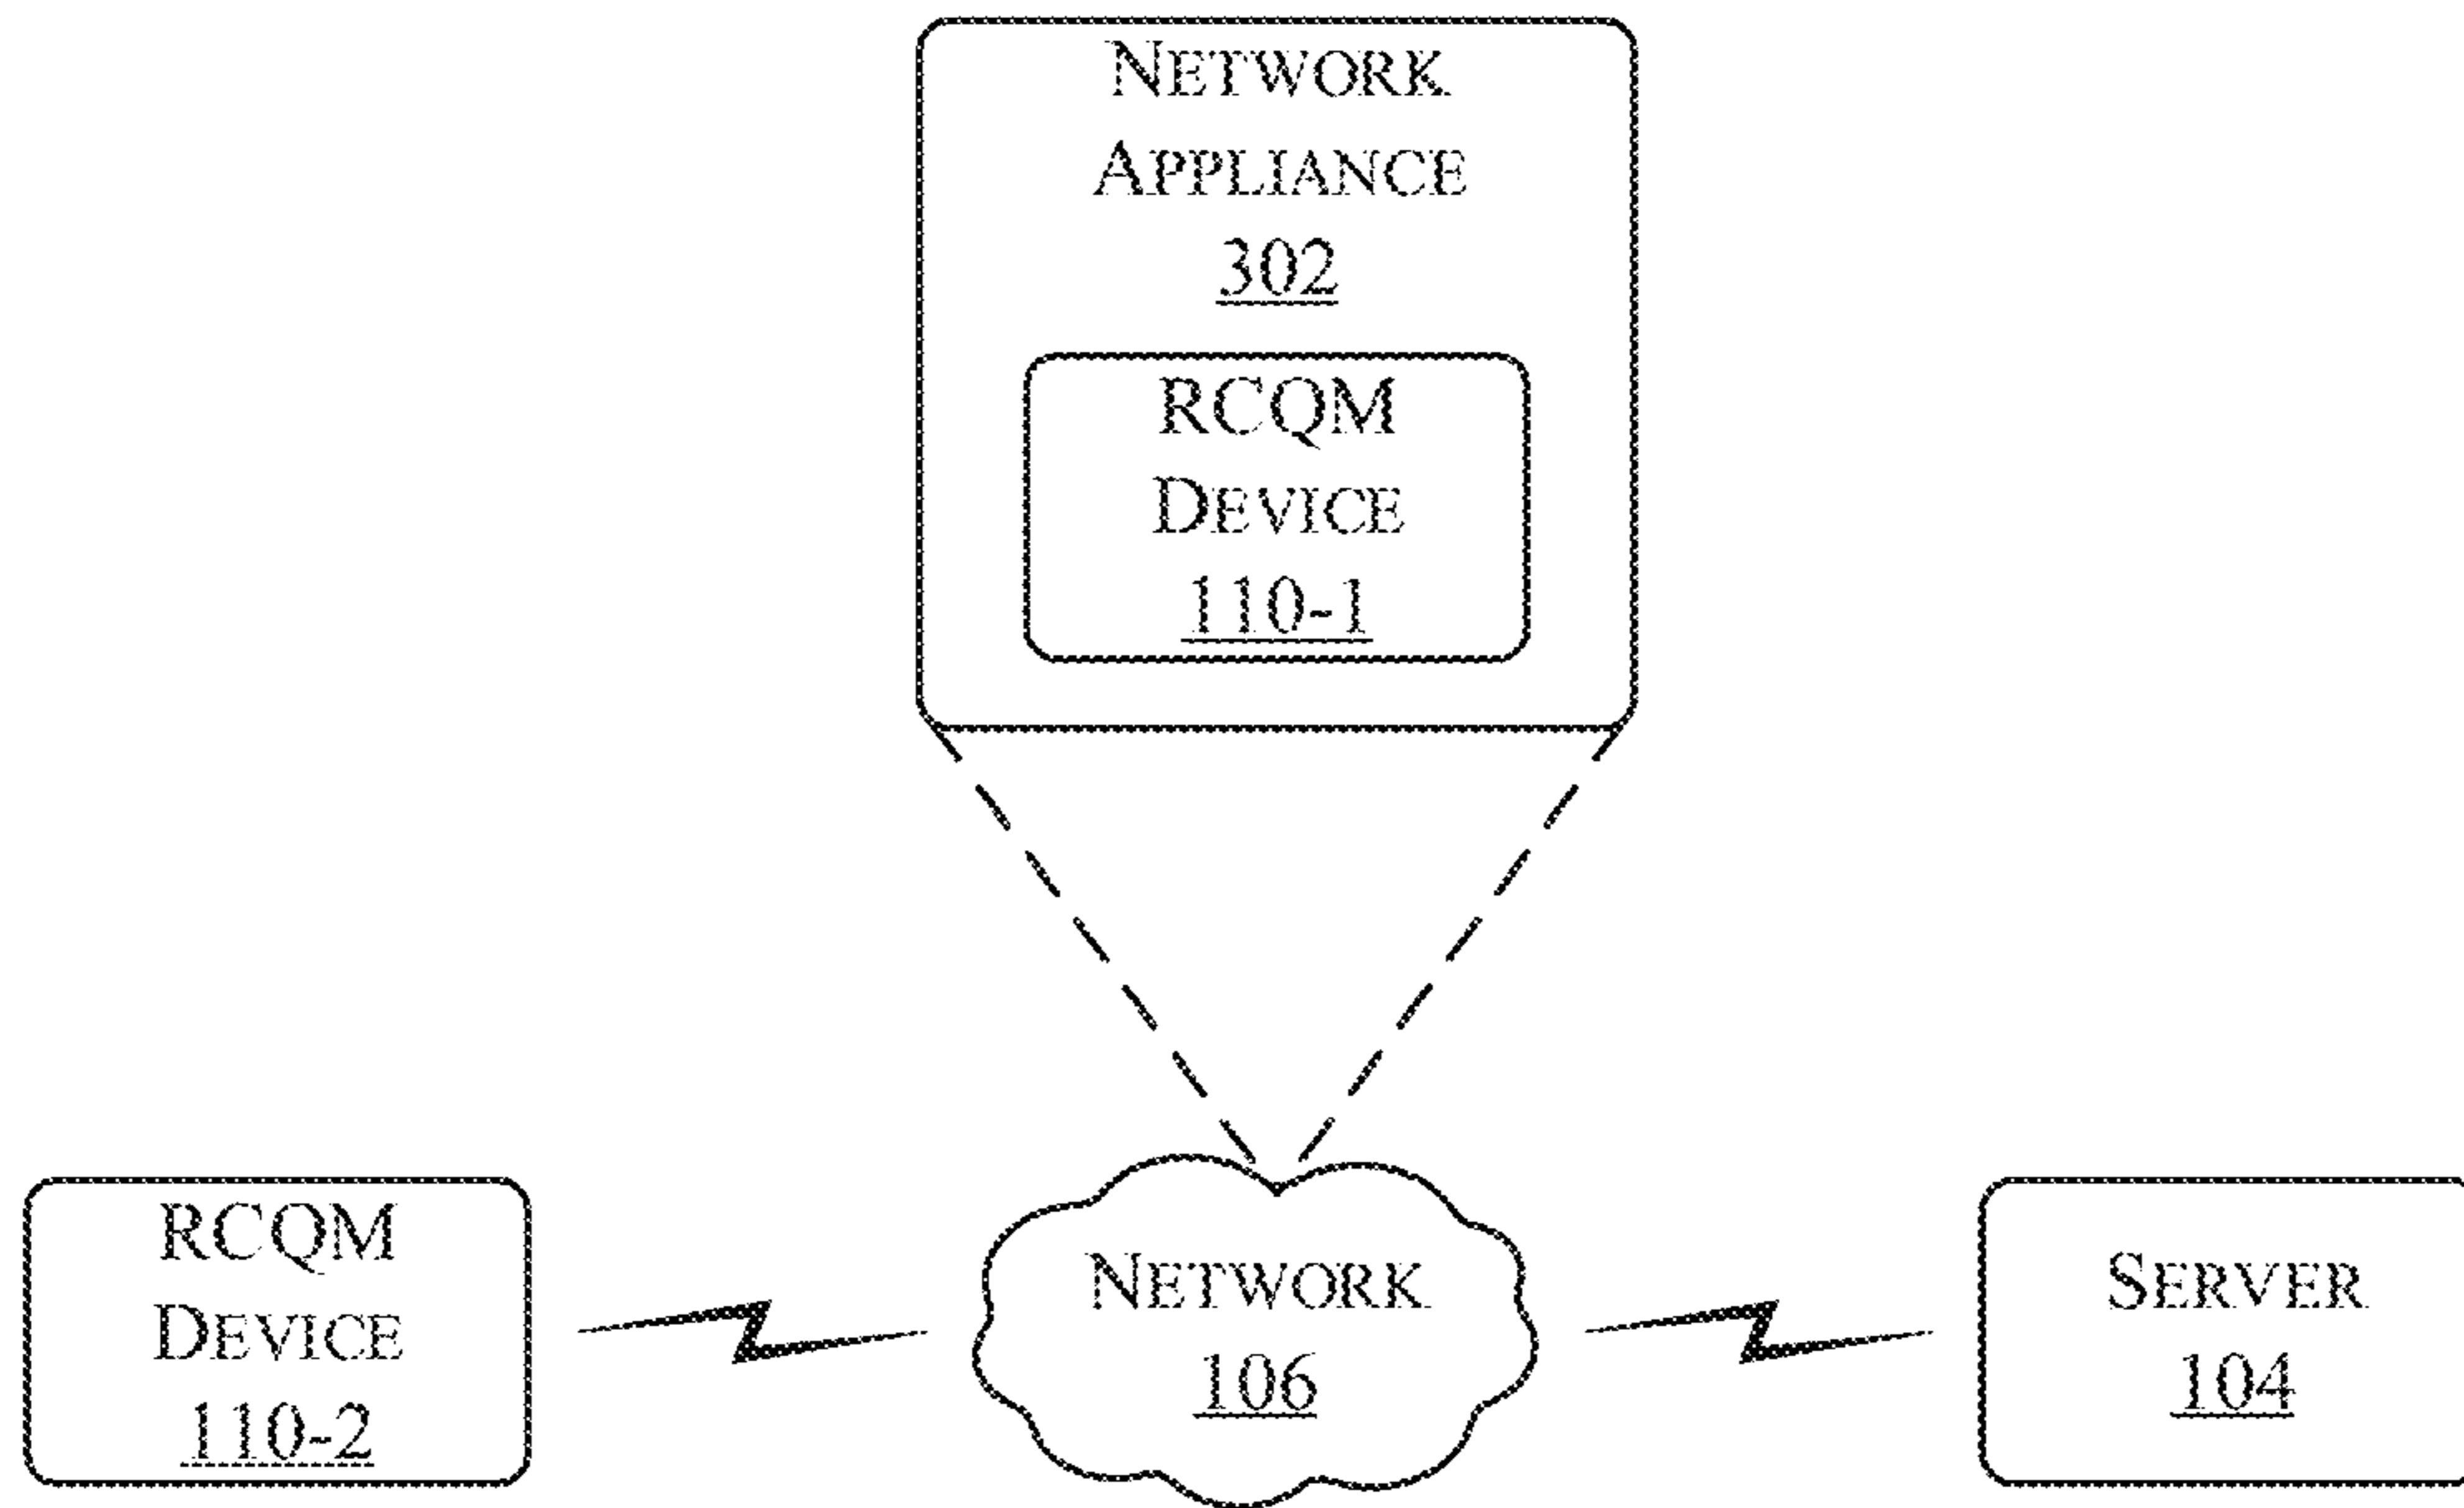 NETWORK
APPLIANCE
302
RCQM
DEVICE
110-1
RCQM
DEVICE
110-2
NETWORK
106
SERVER
104